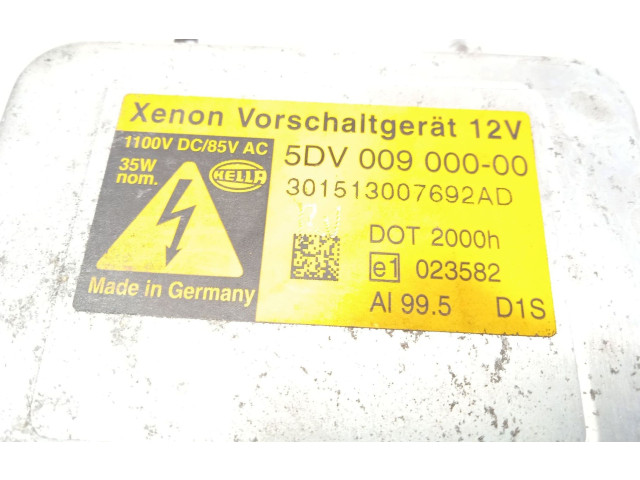 Xenon Vorschaltgerät 12V
1100V DC/85V AC
35W
nom.
HELLA
5DV 009 000-00
301513007692AD
DOT 2000h
e1 023582
Made in Germany
Al 99.5 D1S